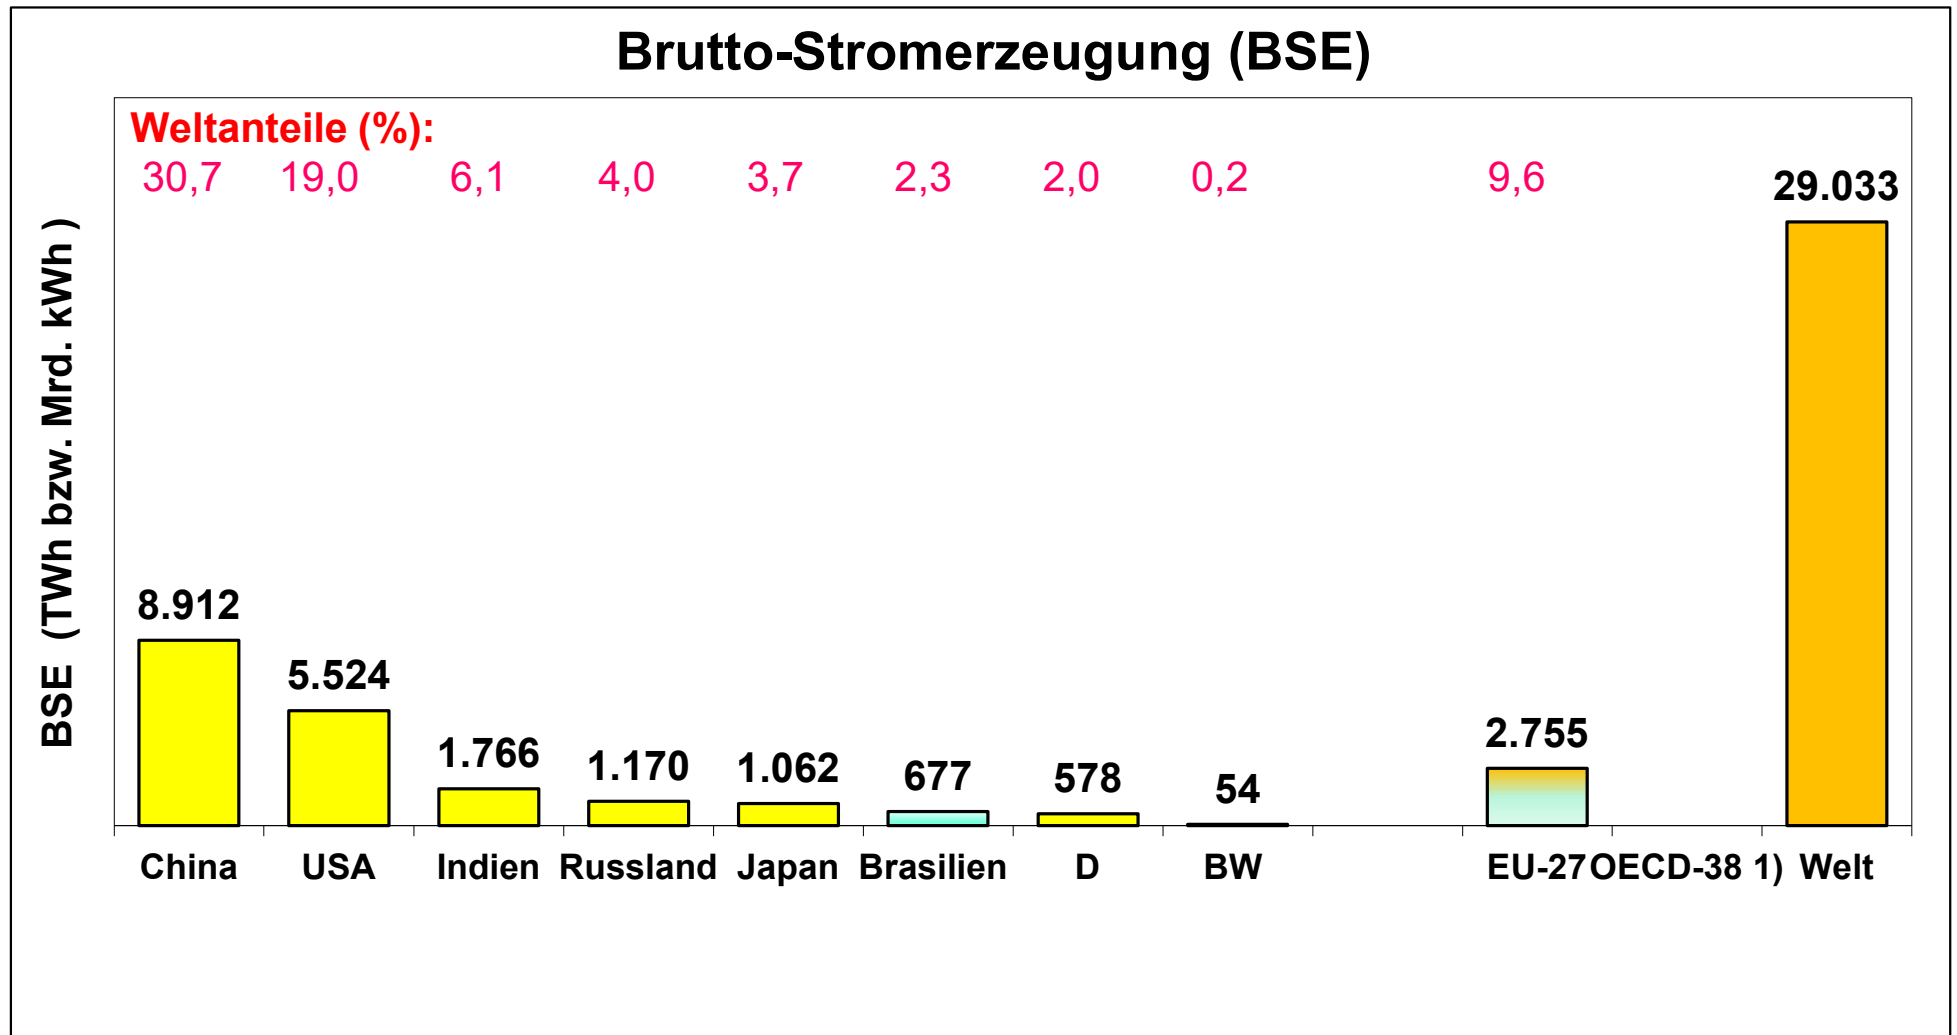 Brutto-Stromerzeugung (BSE)
Weltanteile (%):
30,7 19,0 6,1 4,0 3,7 2,3 2,0 0,2 9,6
29.033
BSE (TWh bzw. Mrd. kWh )
8.912
5.524
1.766
1.170
1.062
677
578
54
2.755
China USA Indien Russland Japan Brasilien D BW EU-27 OECD-38 1) Welt